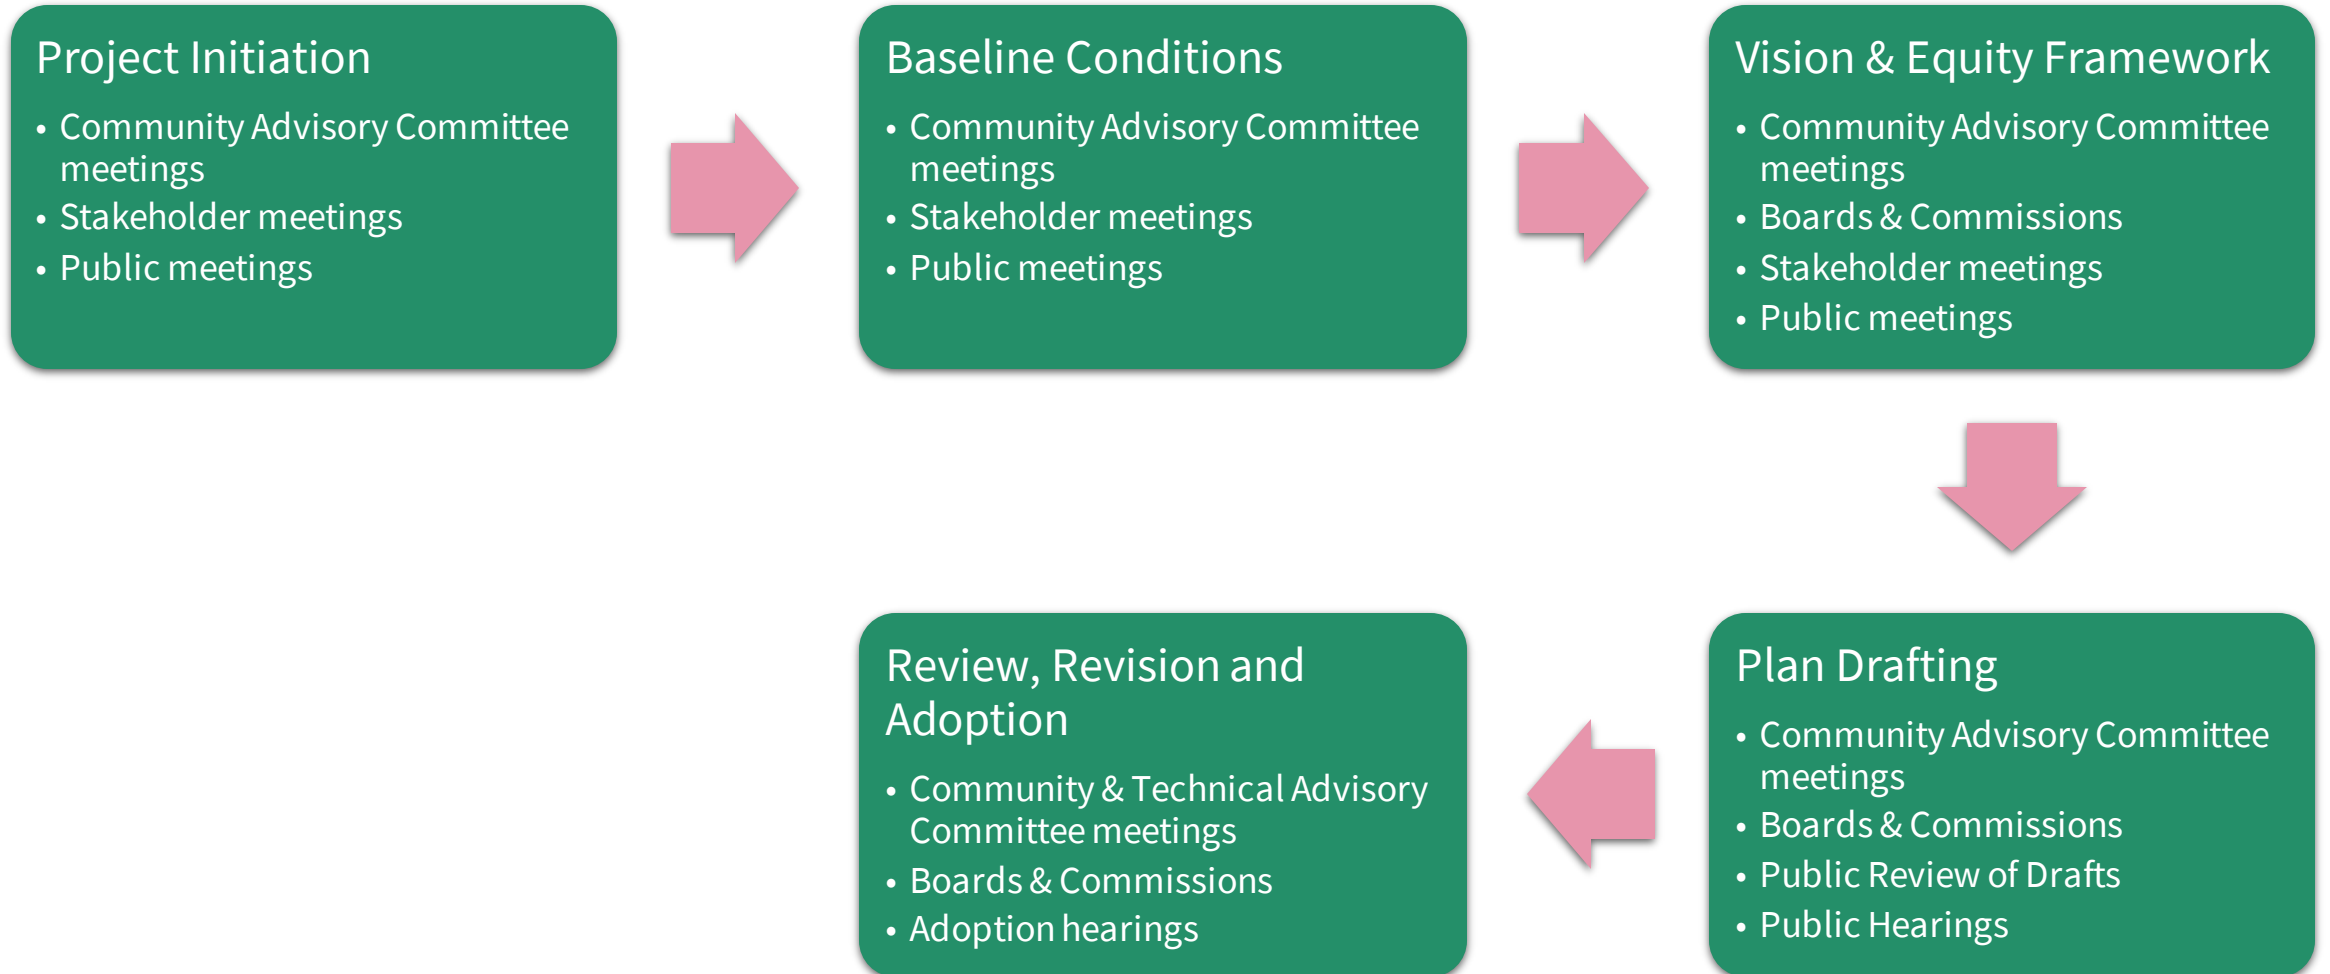 Project Initiation
• Community Advisory Committee
meetings
• Stakeholder meetings
• Public meetings
Baseline Conditions
• Community Advisory Committee
meetings
• Stakeholder meetings
• Public meetings
Vision & Equity Framework
• Community Advisory Committee
meetings
• Boards & Commissions
• Stakeholder meetings
• Public meetings
Plan Drafting
• Community Advisory Committee
meetings
• Boards & Commissions
• Public Review of Drafts
• Public Hearings
Review, Revision and
Adoption
• Community & Technical Advisory
Committee meetings
• Boards & Commissions
• Adoption hearings